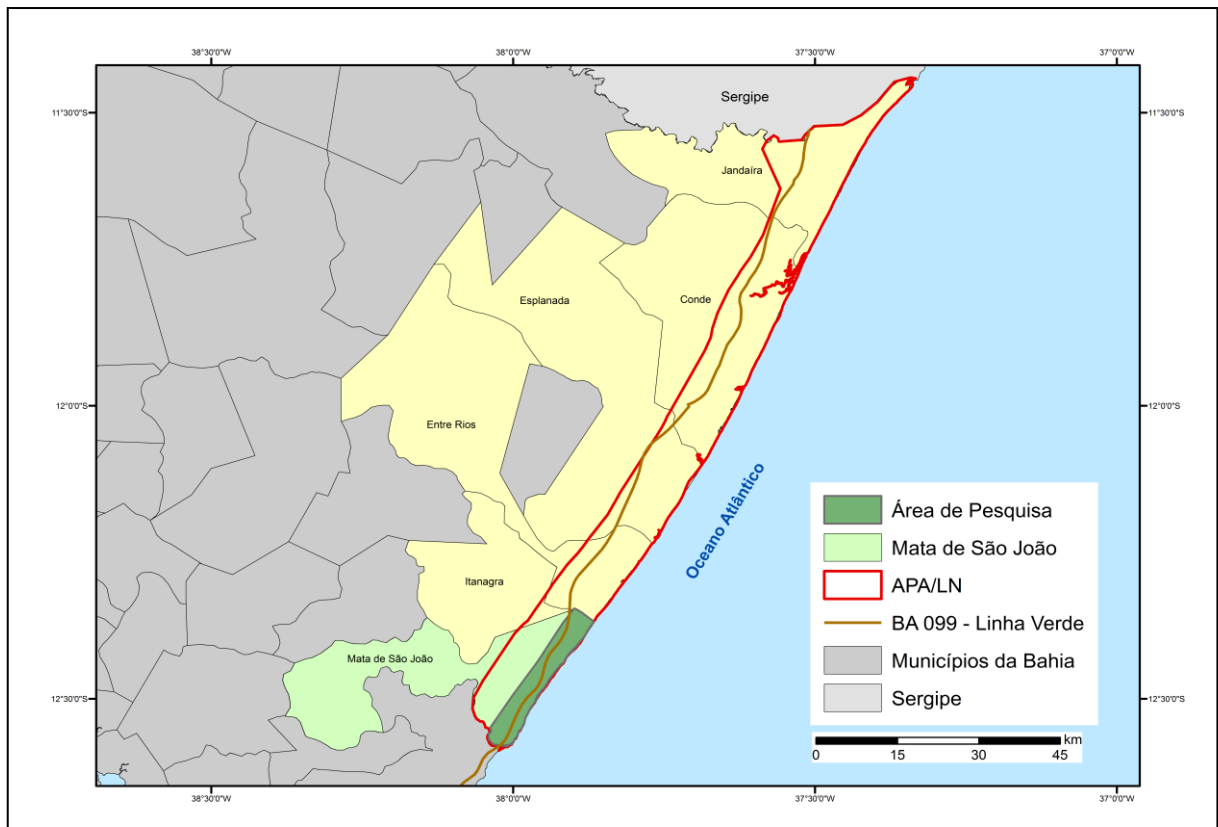 38°30'0"W 38°0'0"W 37°30'0"W 37°0'0"W
Sergipe
11°30'0"S 11°30'0"S
Jandaíra
Esplanada
Conde
12°0'0"S 12°0'0"S
Entre Rios
Oceano Atlântico
Itanagra
Mata de São João
12°30'0"S 12°30'0"S
Área de Pesquisa
Mata de São João
APA/LN
BA 099 - Linha Verde
Municípios da Bahia
Sergipe
km
0 15 30 45
38°30'0"W 38°0'0"W 37°30'0"W 37°0'0"W